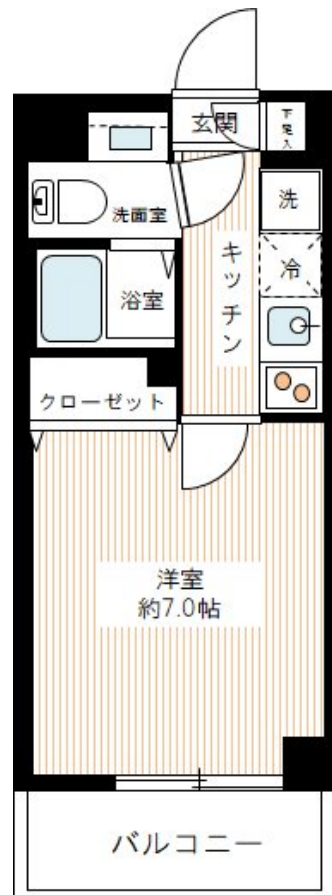 玄関
下足入
洗面室
洗
キッチン
冷
浴室
クローゼット
洋室
約7.0帖
バルコニー